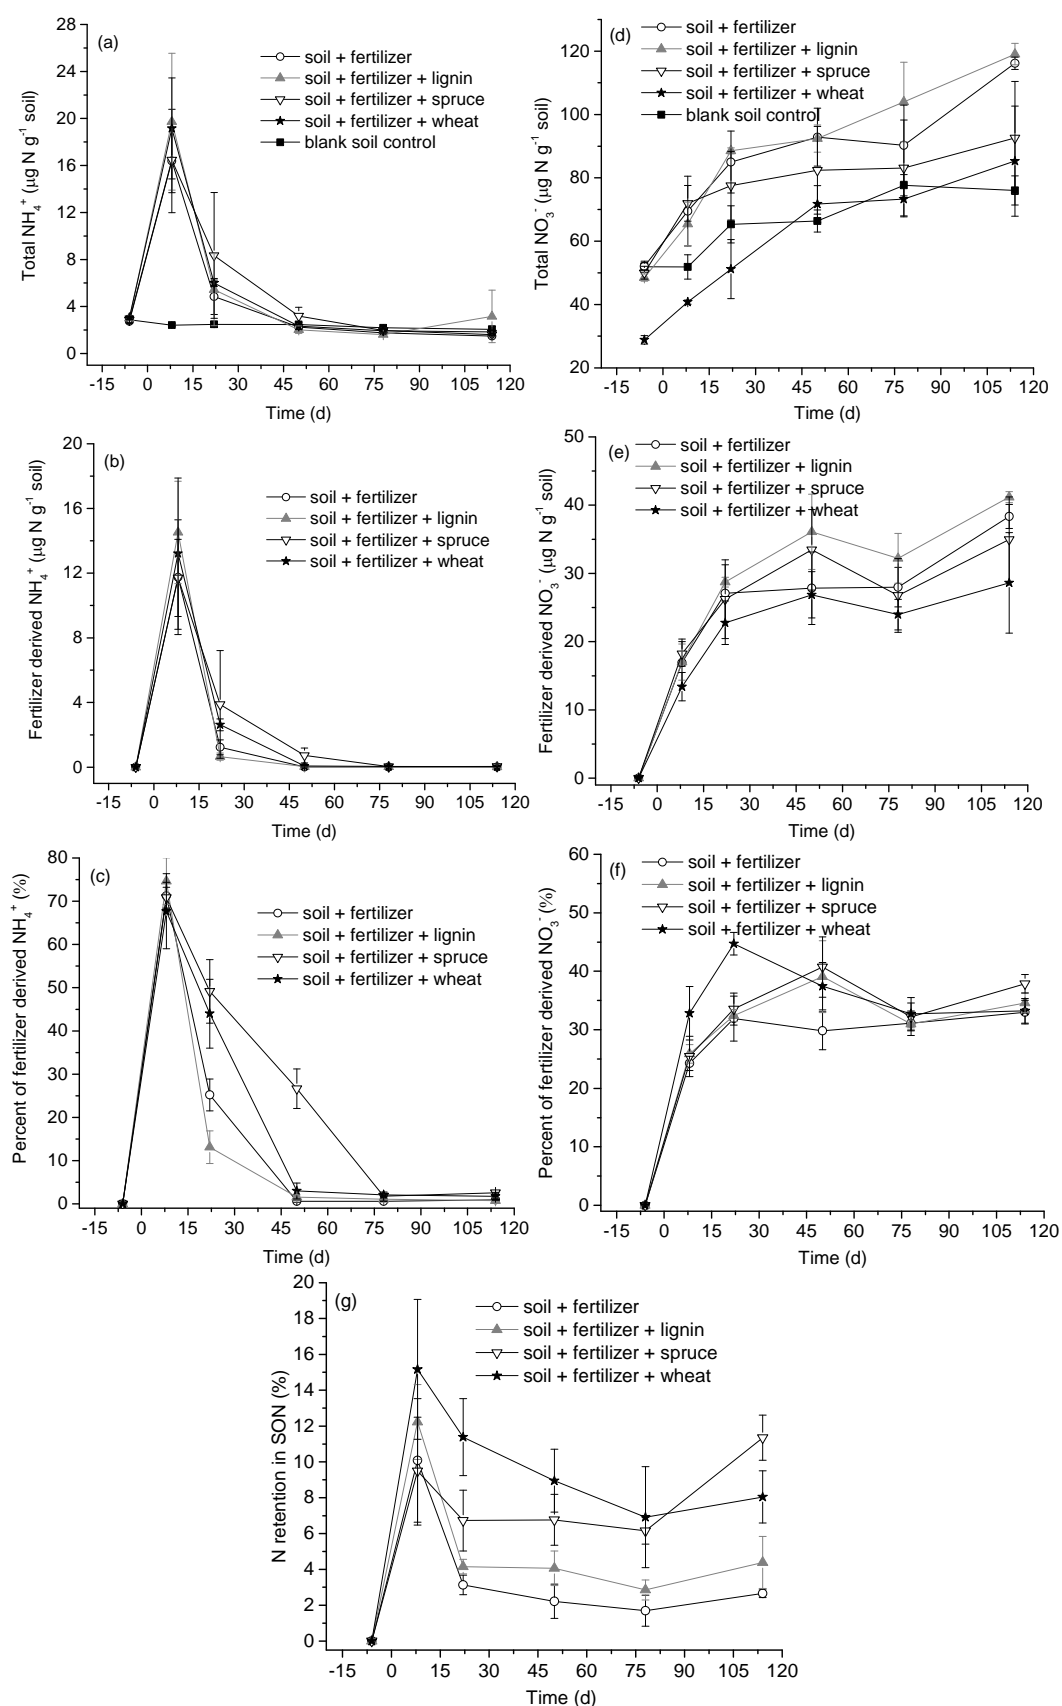 (a)
soil + fertilizer
soil + fertilizer + lignin
soil + fertilizer + spruce
soil + fertilizer + wheat
blank soil control
Total NH4+ (µg N g-1 soil)
28
24
20
16
12
8
4
0
-15 0 15 30 45 60 75 90 105 120
Time (d)
(d)
soil + fertilizer
soil + fertilizer + lignin
soil + fertilizer + spruce
soil + fertilizer + wheat
blank soil control
Total NO3- (µg N g-1 soil)
120
100
80
60
40
20
-15 0 15 30 45 60 75 90 105 120
Time (d)
(b)
soil + fertilizer
soil + fertilizer + lignin
soil + fertilizer + spruce
soil + fertilizer + wheat
Fertilizer derived NH4+ (µg N g-1 soil)
20
16
12
8
4
0
-15 0 15 30 45 60 75 90 105 120
Time (d)
(e)
soil + fertilizer
soil + fertilizer + lignin
soil + fertilizer + spruce
soil + fertilizer + wheat
Fertilizer derived NO3- (µg N g-1 soil)
50
40
30
20
10
0
-15 0 15 30 45 60 75 90 105 120
Time (d)
(c)
soil + fertilizer
soil + fertilizer + lignin
soil + fertilizer + spruce
soil + fertilizer + wheat
Percent of fertilizer derived NH4+ (%)
80
70
60
50
40
30
20
10
0
-15 0 15 30 45 60 75 90 105 120
Time (d)
(f)
soil + fertilizer
soil + fertilizer + lignin
soil + fertilizer + spruce
soil + fertilizer + wheat
Percent of fertilizer derived NO3- (%)
60
50
40
30
20
10
0
-15 0 15 30 45 60 75 90 105 120
Time (d)
(g)
soil + fertilizer
soil + fertilizer + lignin
soil + fertilizer + spruce
soil + fertilizer + wheat
N retention in SON (%)
20
18
16
14
12
10
8
6
4
2
0
-15 0 15 30 45 60 75 90 105 120
Time (d)